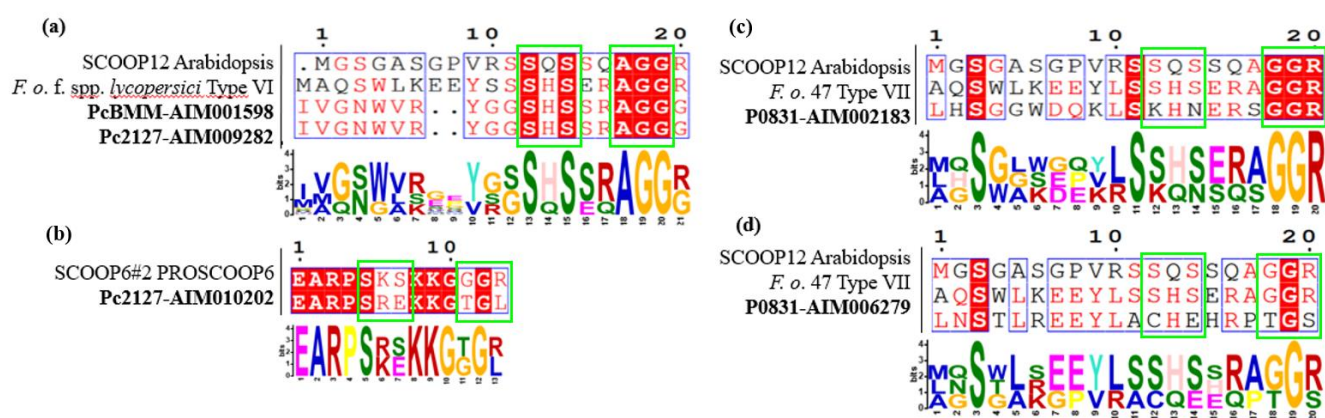 (a)
1 10 20
SCOOP12 Arabidopsis .MGSGASGPVRSSQSSQAGGR
F. o. f. spp. lycopersici Type VI MAQSWLKEEYSSSHSERAGGR
PcBMM-AIM001598 IVGNWVR..YGGSHSSRAGGG
Pc2127-AIM009282 IVGNWVR..YGGSHSSRAGGG
(b)
1 10
SCOOP6#2 PROSCOOP6 EARPSKSKKGGGR
Pc2127-AIM010202 EARPSREKKGTGL
(c)
1 10 20
SCOOP12 Arabidopsis MGSGASGPVRSSQSSQAGGR
F. o. 47 Type VII AQSWLKEEYLSSHSERAGGR
P0831-AIM002183 LHSGGWDQKLSKHNERSGGR
(d)
1 10 20
SCOOP12 Arabidopsis MGSGASGPVRSSQSSQAGGR
F. o. 47 Type VII AQSWLKEEYLSSHSERAGGR
P0831-AIM006279 LNSTLREEYLACHEHRPTGS